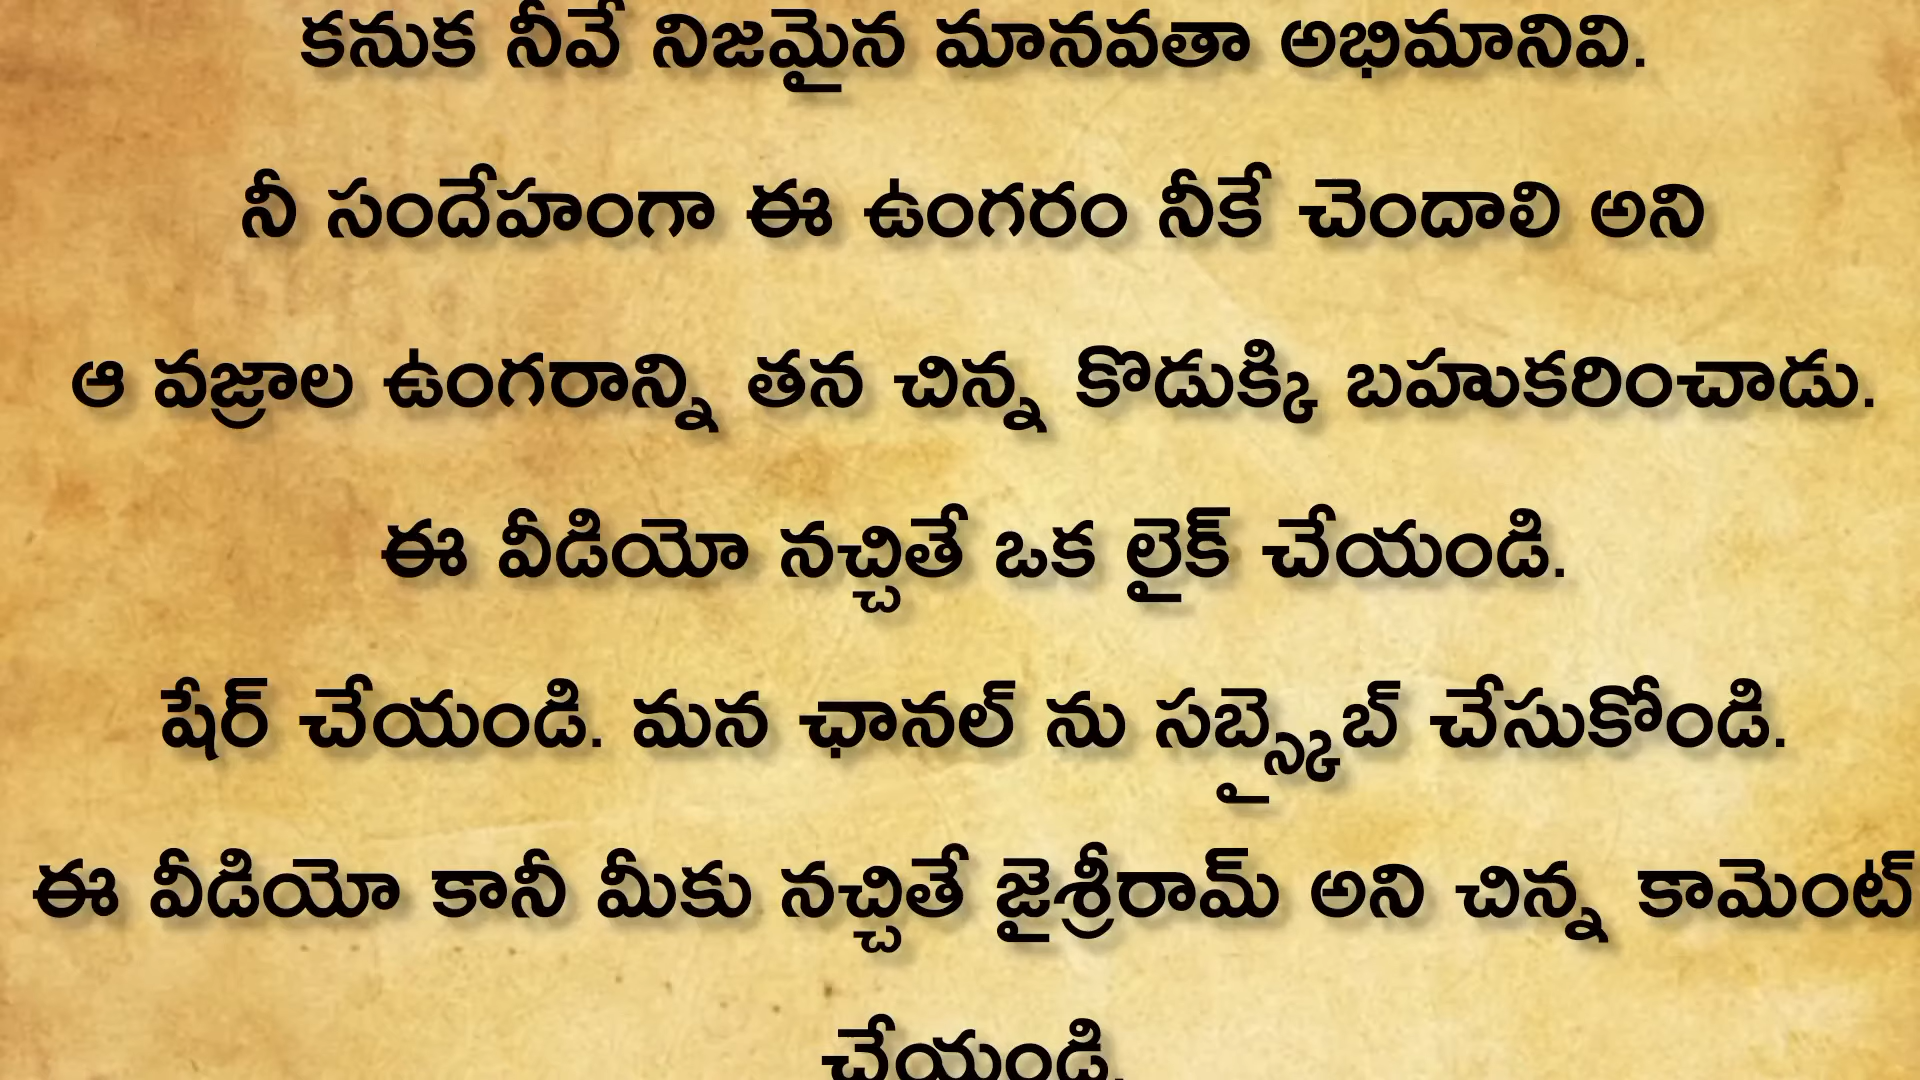 కనుక నీవే నిజమైన మానవతా అభిమానివి.
నీ సందేహంగా ఈ ఉంగరం నీకే చెందాలి అని
ఆ వజ్రాల ఉంగరాన్ని తన చిన్న కొడుక్కి బహుకరించాడు.
ఈ వీడియో నచ్చితే ఒక లైక్ చేయండి.
షేర్ చేయండి. మన ఛానల్ ను సబ్స్కైబ్ చేసుకోండి.
ఈ వీడియో కానీ మీకు నచ్చితే జైశ్రీరామ్ అని చిన్న కామెంట్
చేయండి.